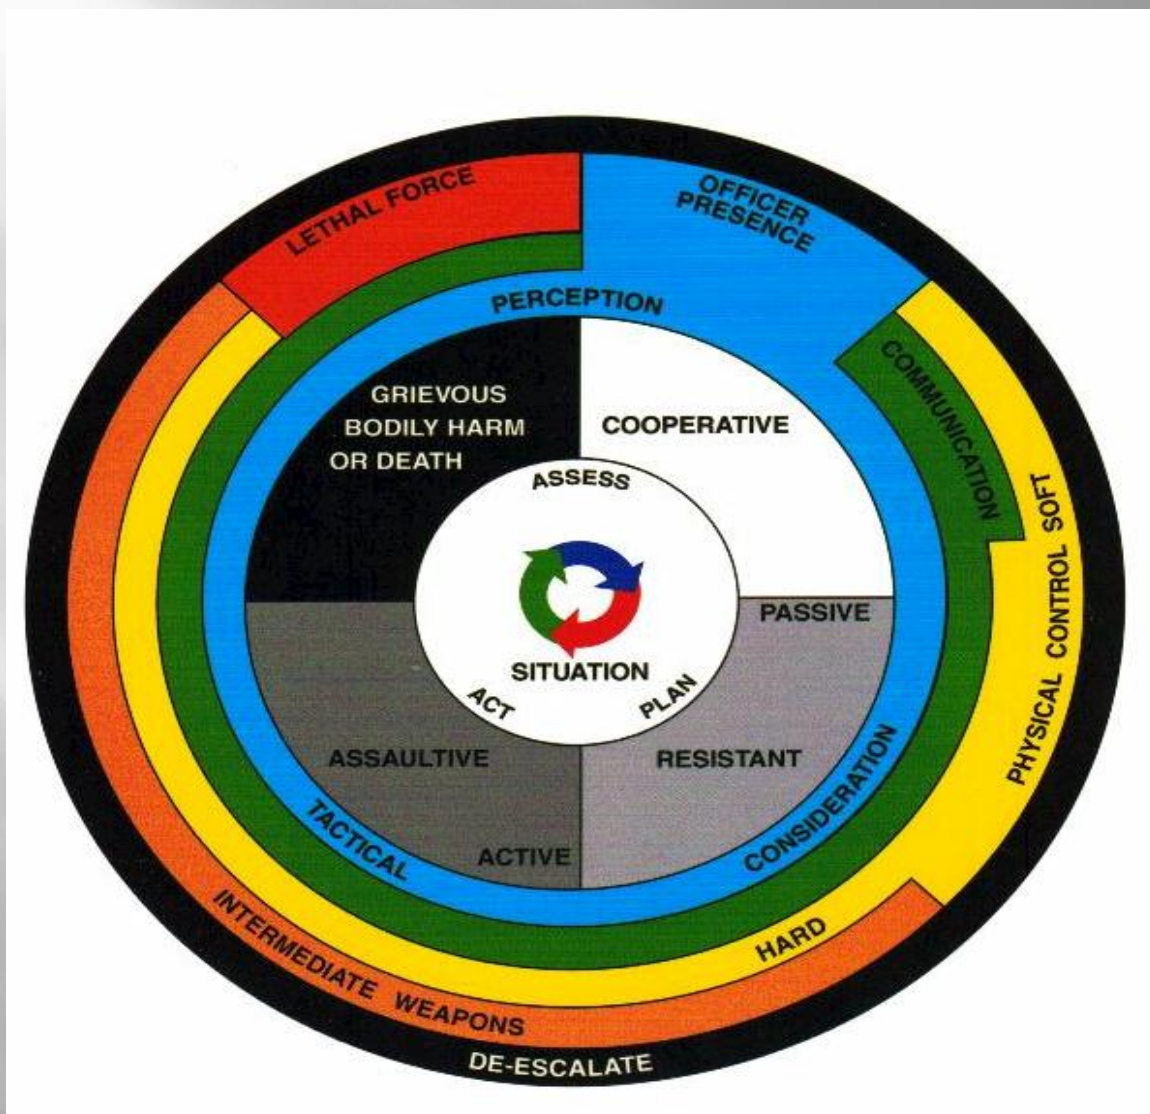 LETHAL FORCE
OFFICER
PRESENCE
PERCEPTION
COMMUNICATION
GRIEVOUS
BODILY HARM
OR DEATH
COOPERATIVE
ASSESS
SITUATION
ACT
PLAN
PASSIVE
RESISTANT
ASSAULTIVE
ACTIVE
TACTICAL
CONSIDERATION
PHYSICAL CONTROL SOFT
HARD
INTERMEDIATE WEAPONS
DE-ESCALATE